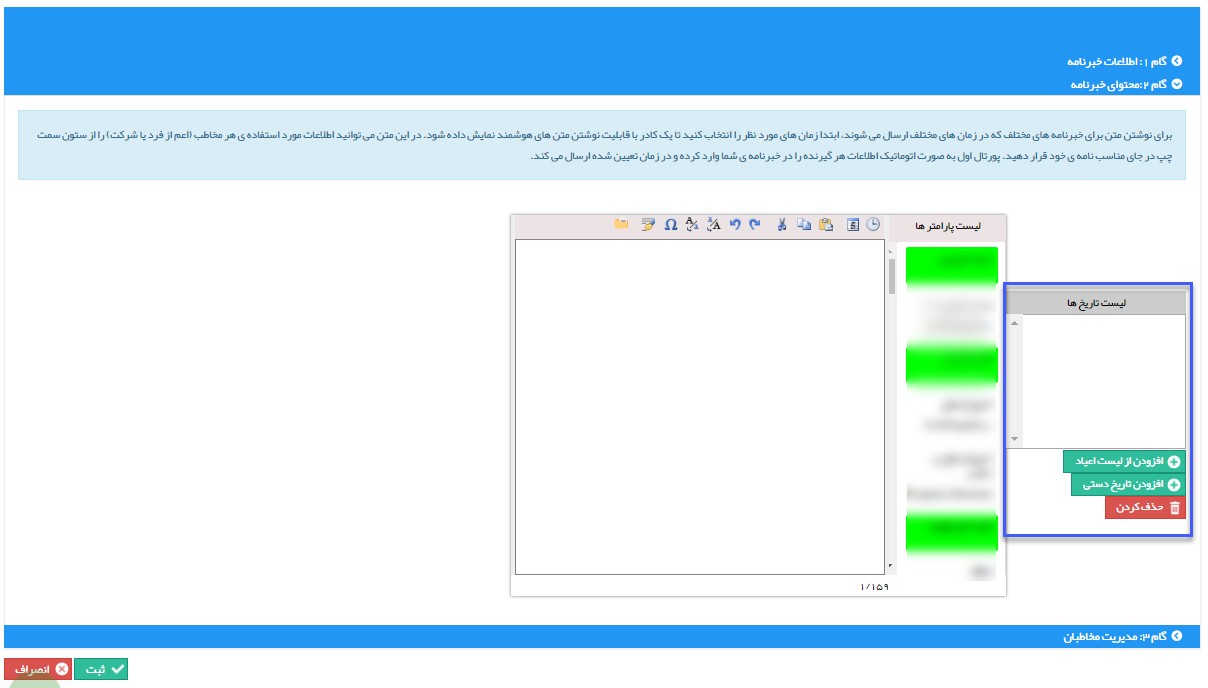 گام ۱: اطلاعات خبرنامه
گام ۲:محتوای خبرنامه
برای نوشتن متن برای خبرنامه های مختلف که در زمان های مختلف ارسال می شوند، ابتدا زمان های مورد نظر را انتخاب کنید تا یک کادر با قابلیت نوشتن متن های هوشمند نمایش داده شود. در این متن می توانید اطلاعات مورد استفاده ی هر مخاطب (اعم از فرد یا شرکت) را از ستون سمت
چپ در جای مناسب نامه ی خود قرار دهید. پورتال اول به صورت اتوماتیک اطلاعات هر گیرنده را در خبرنامه ی شما وارد کرده و در زمان تعیین شده ارسال می کند.
لیست پارامتر ها
لیست تاریخ ها
افزودن از لیست اعیاد
افزودن تاریخ دستی
حذف کردن
۱/۱۵۹
گام ۳: مدیریت مخاطبان
ثبت
انصراف